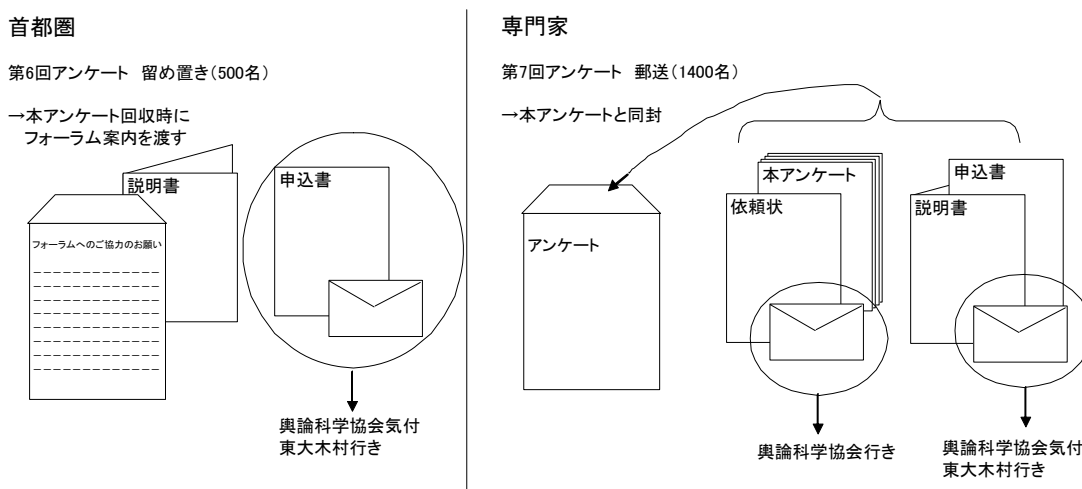 首都圏
第6回アンケート　留め置き(500名)
→本アンケート回収時に
フォーラム案内を渡す
説明書
フォーラムへのご協力のお願い
申込書
輿論科学協会気付
東大木村行き
専門家
第7回アンケート　郵送(1400名)
→本アンケートと同封
アンケート
本アンケート
依頼状
申込書
説明書
輿論科学協会行き
輿論科学協会気付
東大木村行き